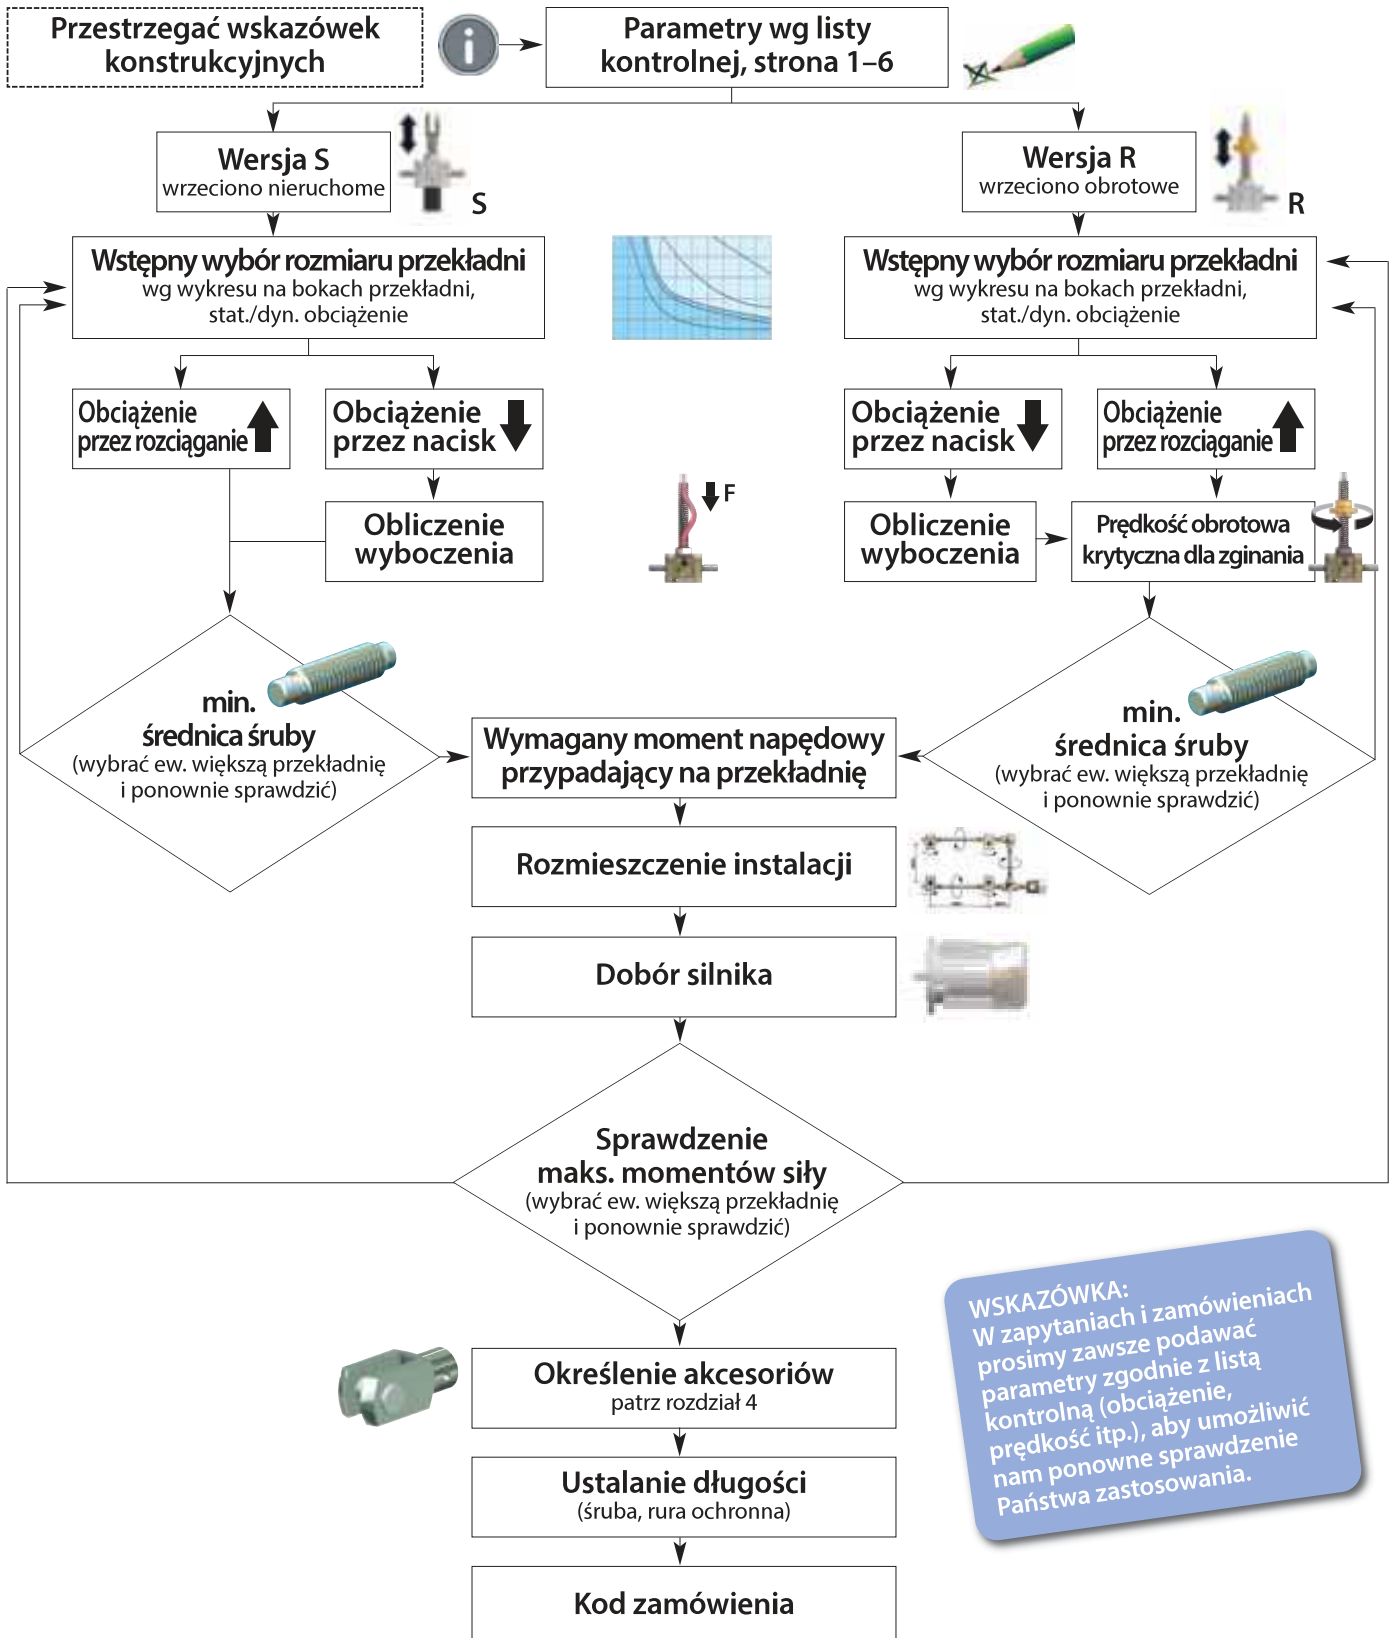 Przestrzegać wskazówek
konstrukcyjnych
Parametry wg listy
kontrolnej, strona 1–6
Wersja S
wrzeciono nieruchome
S
Wersja R
wrzeciono obrotowe
R
Wstępny wybór rozmiaru przekładni
wg wykresu na bokach przekładni,
stat./dyn. obciążenie
Wstępny wybór rozmiaru przekładni
wg wykresu na bokach przekładni,
stat./dyn. obciążenie
Obciążenie
przez rozciąganie
Obciążenie
przez nacisk
Obciążenie
przez nacisk
Obciążenie
przez rozciąganie
Obliczenie
wyboczenia
F
Obliczenie
wyboczenia
Prędkość obrotowa
krytyczna dla zginania
min.
średnica śruby
(wybrać ew. większą przekładnię
i ponownie sprawdzić)
Wymagany moment napędowy
przypadający na przekładnię
min.
średnica śruby
(wybrać ew. większą przekładnię
i ponownie sprawdzić)
Rozmieszczenie instalacji
Dobór silnika
Sprawdzenie
maks. momentów siły
(wybrać ew. większą przekładnię
i ponownie sprawdzić)
Określenie akcesoriów
patrz rozdział 4
Ustalanie długości
(śruba, rura ochronna)
Kod zamówienia
WSKAZÓWKA:
W zapytaniach i zamówieniach
prosimy zawsze podawać
parametry zgodnie z listą
kontrolną (obciążenie,
prędkość itp.), aby umożliwić
nam ponowne sprawdzenie
Państwa zastosowania.